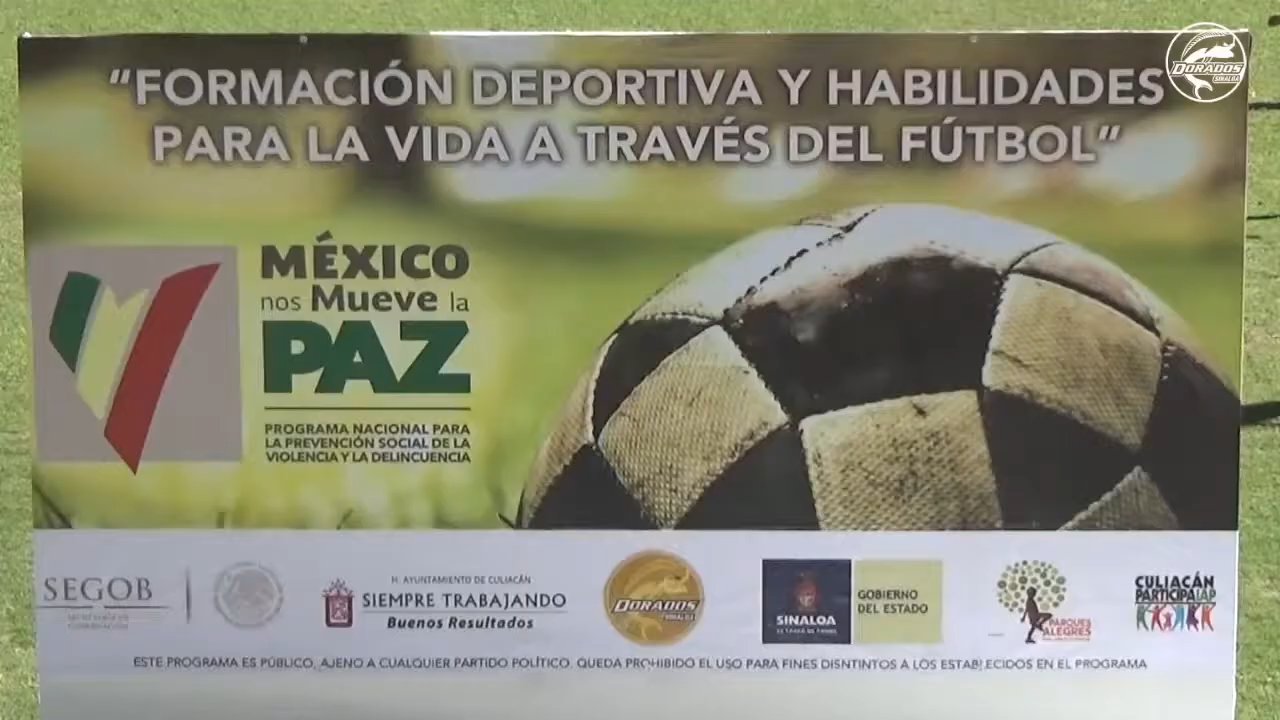 “FORMACIÓN DEPORTIVA Y HABILIDADES
PARA LA VIDA A TRAVÉS DEL FÚTBOL”
DORADOS
SINALOA
MÉXICO
nos Mueve la
PAZ
PROGRAMA NACIONAL PARA
LA PREVENCIÓN SOCIAL DE LA
VIOLENCIA Y LA DELINCUENCIA
SEGOB
H. AYUNTAMIENTO DE CULIACÁN
SIEMPRE TRABAJANDO
Buenos Resultados
DORADOS
SINALOA
SINALOA
GOBIERNO
DEL ESTADO
PARQUES
ALEGRES
CULIACÁN
PARTICIPA IAP
ESTE PROGRAMA ES PÚBLICO, AJENO A CUALQUIER PARTIDO POLÍTICO. QUEDA PROHIBIDO EL USO PARA FINES DISNTINTOS A LOS ESTABLECIDOS EN EL PROGRAMA